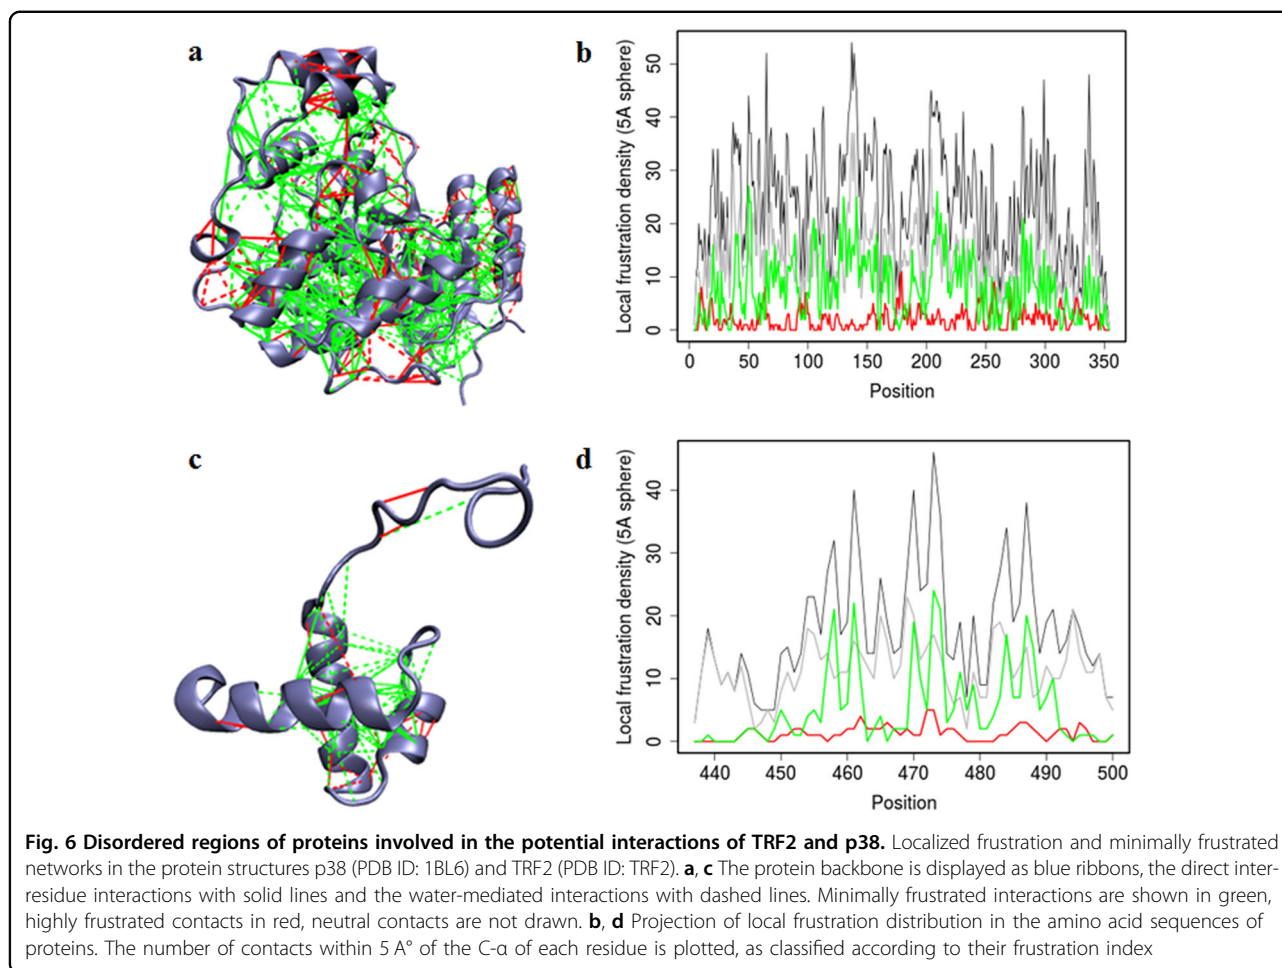 a
b
Local frustration density (5A sphere)
50
40
30
20
10
0
0 50 100 150 200 250 300 350
Position
c
d
Local frustration density (5A sphere)
40
30
20
10
0
440 450 460 470 480 490 500
Position
Fig. 6 Disordered regions of proteins involved in the potential interactions of TRF2 and p38. Localized frustration and minimally frustrated
networks in the protein structures p38 (PDB ID: 1BL6) and TRF2 (PDB ID: TRF2). a, c The protein backbone is displayed as blue ribbons, the direct inter-
residue interactions with solid lines and the water-mediated interactions with dashed lines. Minimally frustrated interactions are shown in green,
highly frustrated contacts in red, neutral contacts are not drawn. b, d Projection of local frustration distribution in the amino acid sequences of
proteins. The number of contacts within 5 A° of the C-α of each residue is plotted, as classified according to their frustration index